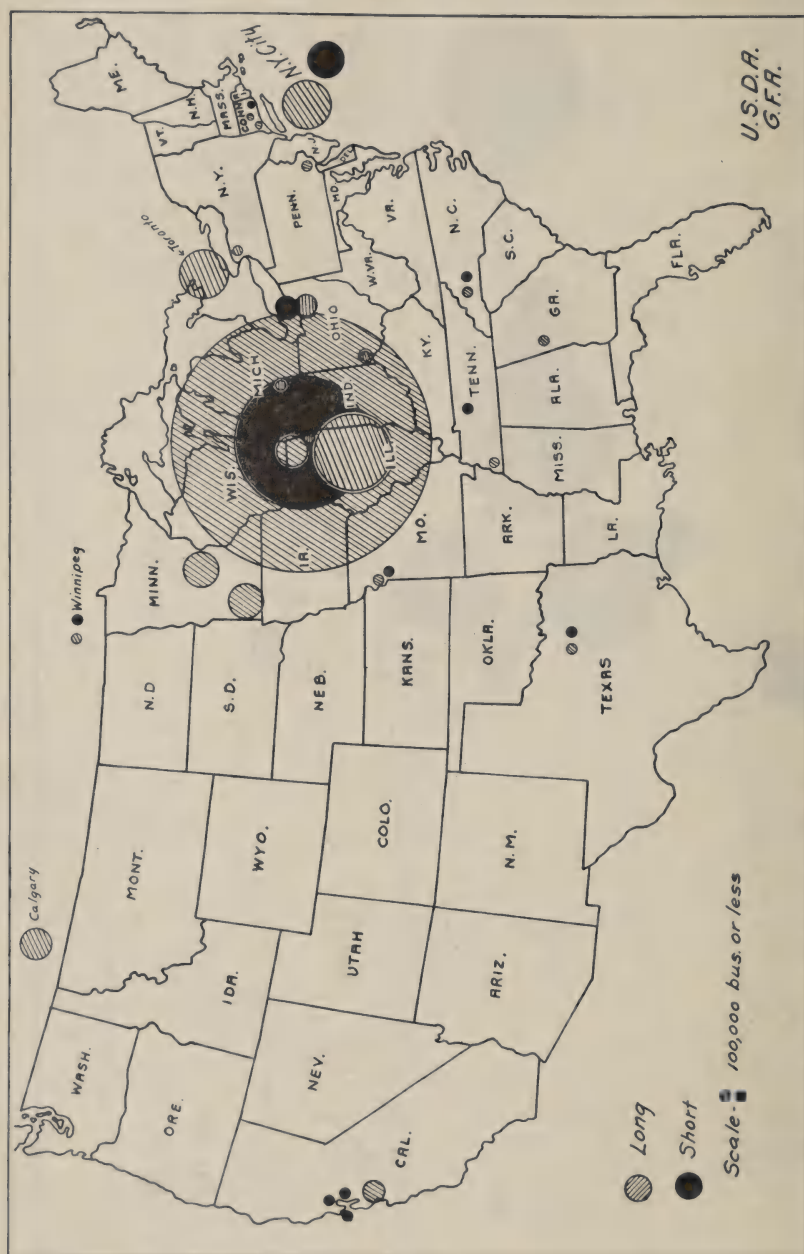 WASH.
ORE.
CAL.
NEV.
IDA.
MONT.
WYO.
UTAH
ARIZ.
COLO.
N.M.
N.D
S.D.
NEB.
KANS.
OKLA.
TEXAS
MINN.
IA.
MO.
ARK.
LA.
WIS.
ILL.
MICH.
IND.
OHIO
KY.
TENN.
MISS.
ALA.
GA.
FLA.
S.C.
N.C.
VA.
W.VA.
MD.
DEL.
PENN.
N.J.
N.Y.
CONN.
MASS.
VT.
N.H.
ME.
Calgary
Winnipeg
Toronto
N.Y. City
Long
Short
Scale- 100,000 bus. or less
U.S.D.A.
G.F.A.